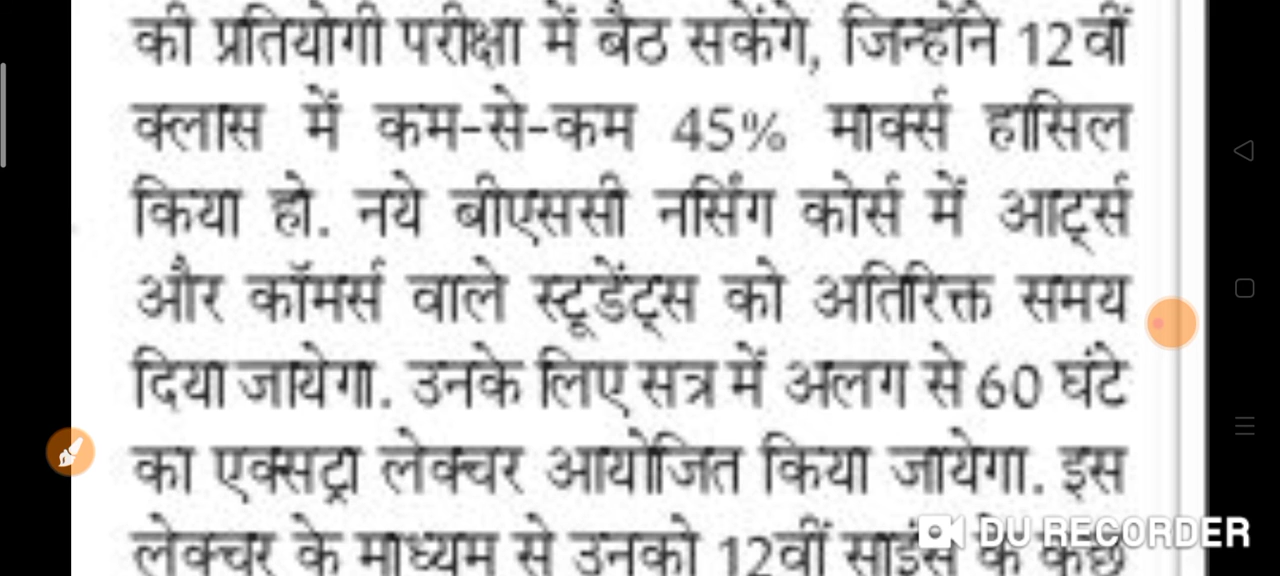 की प्रतियोगी परीक्षा में बैठ सकेंगे, जिन्होंने 12वीं
क्लास में कम-से-कम 45% मार्क्स हासिल
किया हो. नये बीएससी नर्सिंग कोर्स में आर्ट्स
और कॉमर्स वाले स्टूडेंट्स को अतिरिक्त समय
दिया जायेगा. उनके लिए सत्र में अलग से 60 घंटे
का एक्सट्रा लेक्चर आयोजित किया जायेगा. इस
लेक्चर के माध्यम से उनको 12वीं साइंस के कुछ
DU RECORDER